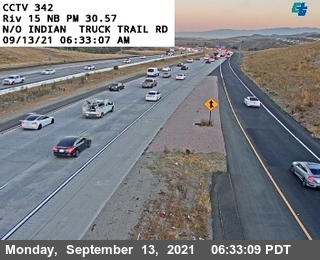 CCTV 342
Riv 15 NB PM 30.57
N/O INDIAN TRUCK TRAIL RD
09/13/21 06:33:07 AM
Monday, September 13, 2021 06:33:09 PDT